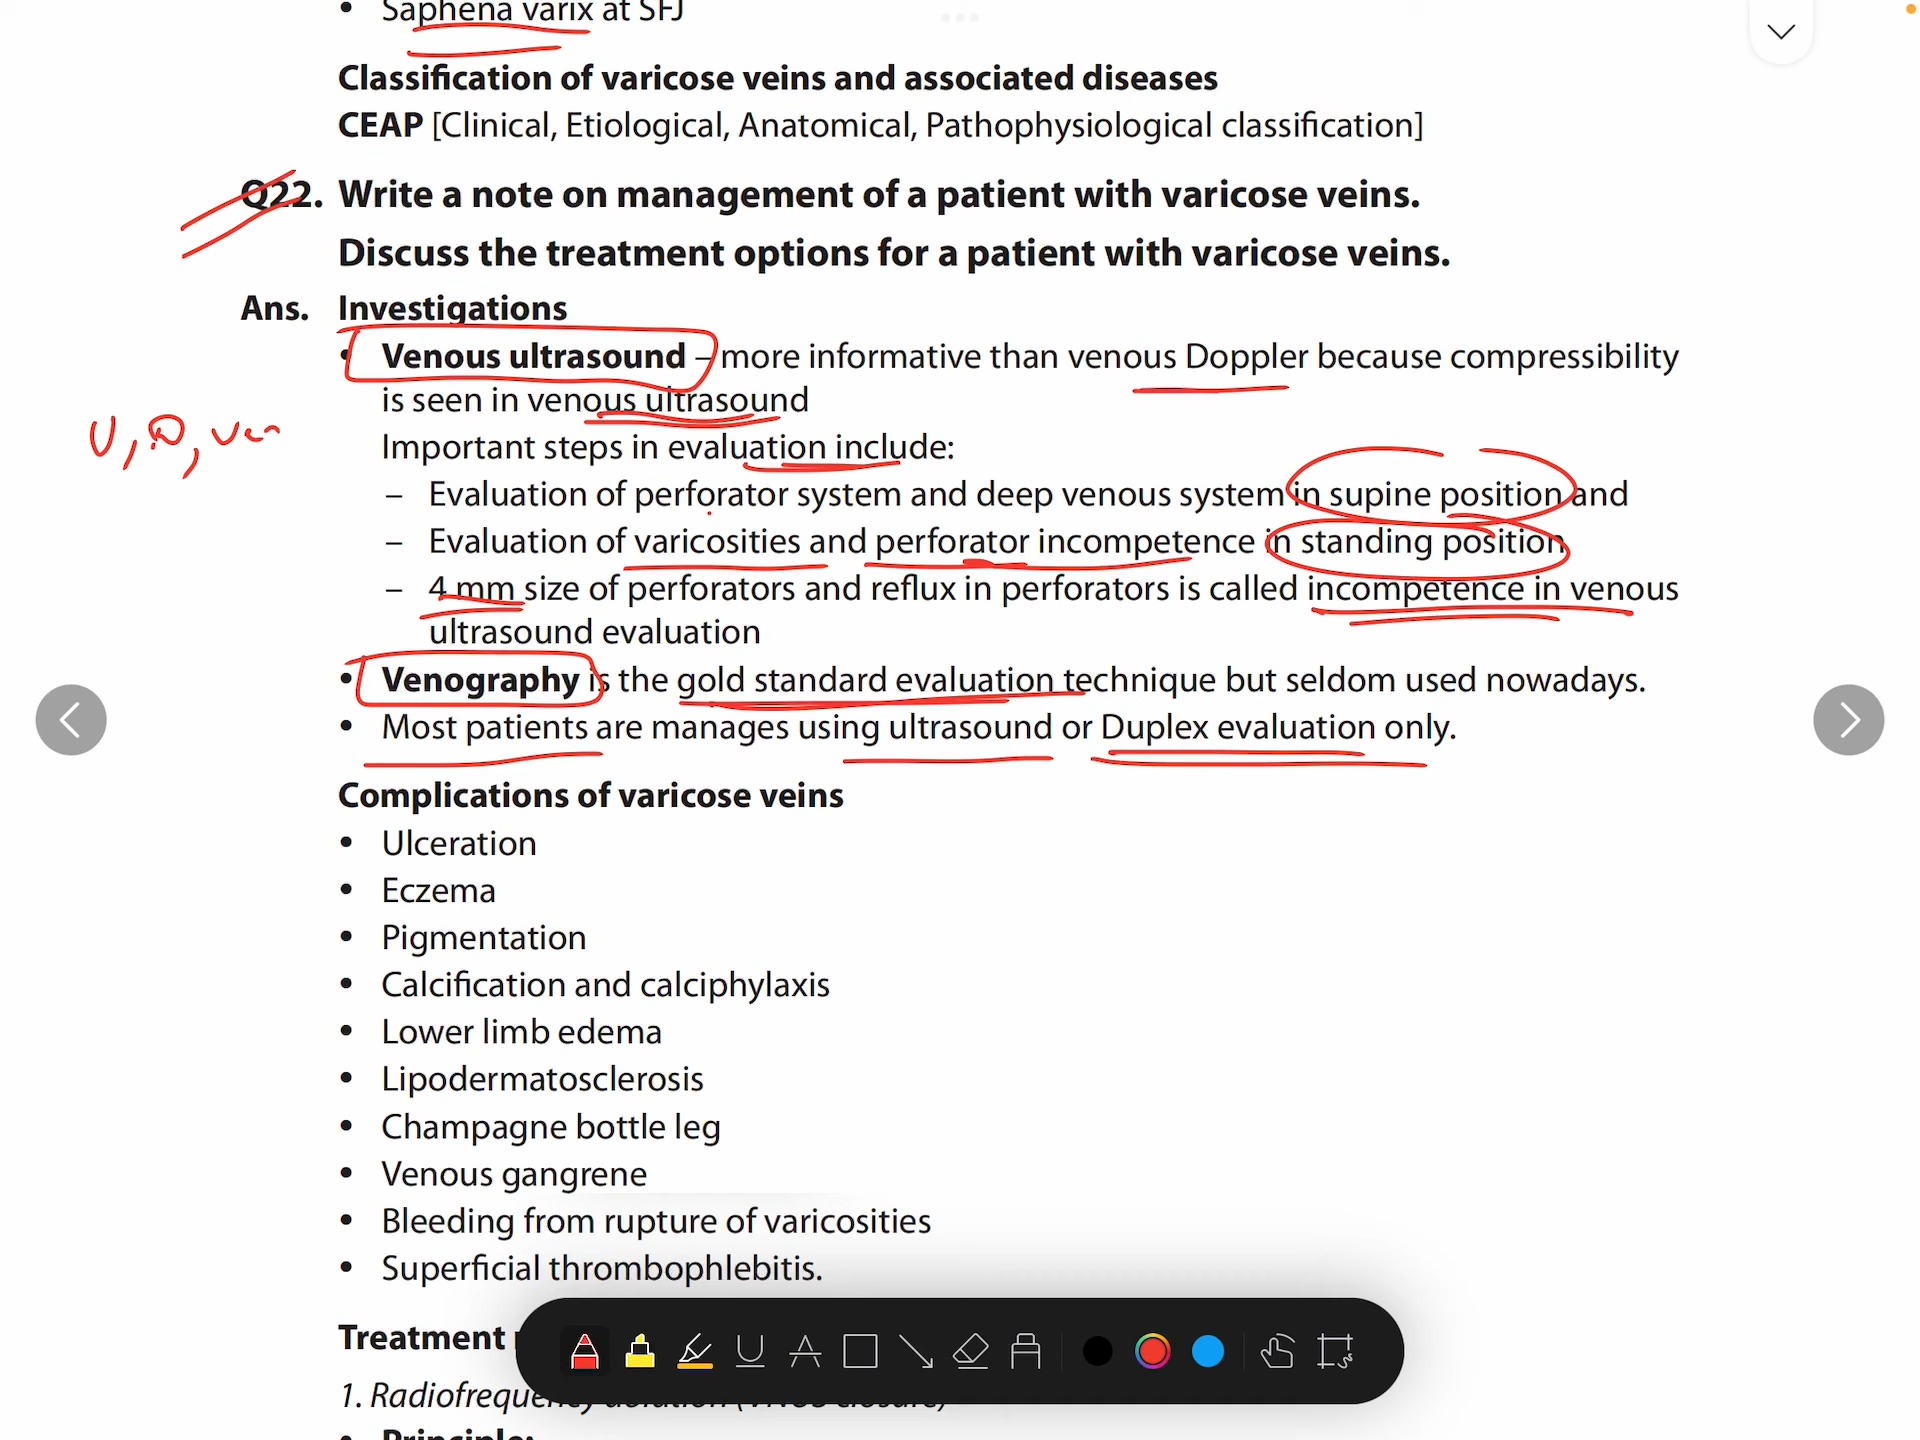 • Saphena varix at SFJ
Classification of varicose veins and associated diseases
CEAP [Clinical, Etiological, Anatomical, Pathophysiological classification]
Q22. Write a note on management of a patient with varicose veins.
Discuss the treatment options for a patient with varicose veins.
Ans. Investigations
• Venous ultrasound – more informative than venous Doppler because compressibility
is seen in venous ultrasound
U, D, Ven
Important steps in evaluation include:
– Evaluation of perforator system and deep venous system in supine position and
– Evaluation of varicosities and perforator incompetence in standing position
– 4 mm size of perforators and reflux in perforators is called incompetence in venous
ultrasound evaluation
• Venography is the gold standard evaluation technique but seldom used nowadays.
• Most patients are manages using ultrasound or Duplex evaluation only.
Complications of varicose veins
• Ulceration
• Eczema
• Pigmentation
• Calcification and calciphylaxis
• Lower limb edema
• Lipodermatosclerosis
• Champagne bottle leg
• Venous gangrene
• Bleeding from rupture of varicosities
• Superficial thrombophlebitis.
Treatment
1. Radiofrequency ablation (VNUS closure)
• Principle: